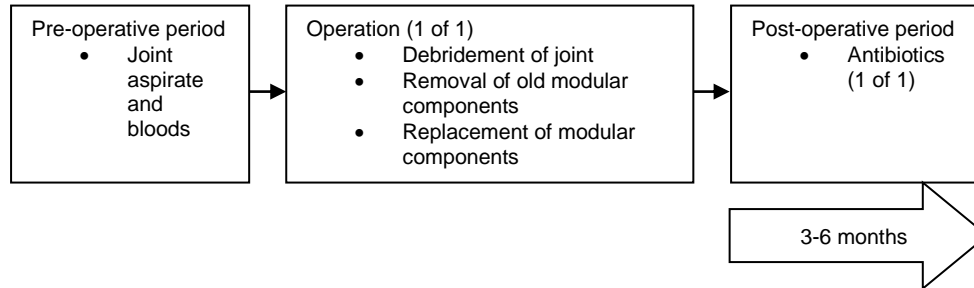 Pre-operative period
• Joint
aspirate
and
bloods
Operation (1 of 1)
• Debridement of joint
• Removal of old modular
components
• Replacement of modular
components
Post-operative period
• Antibiotics
(1 of 1)
3-6 months